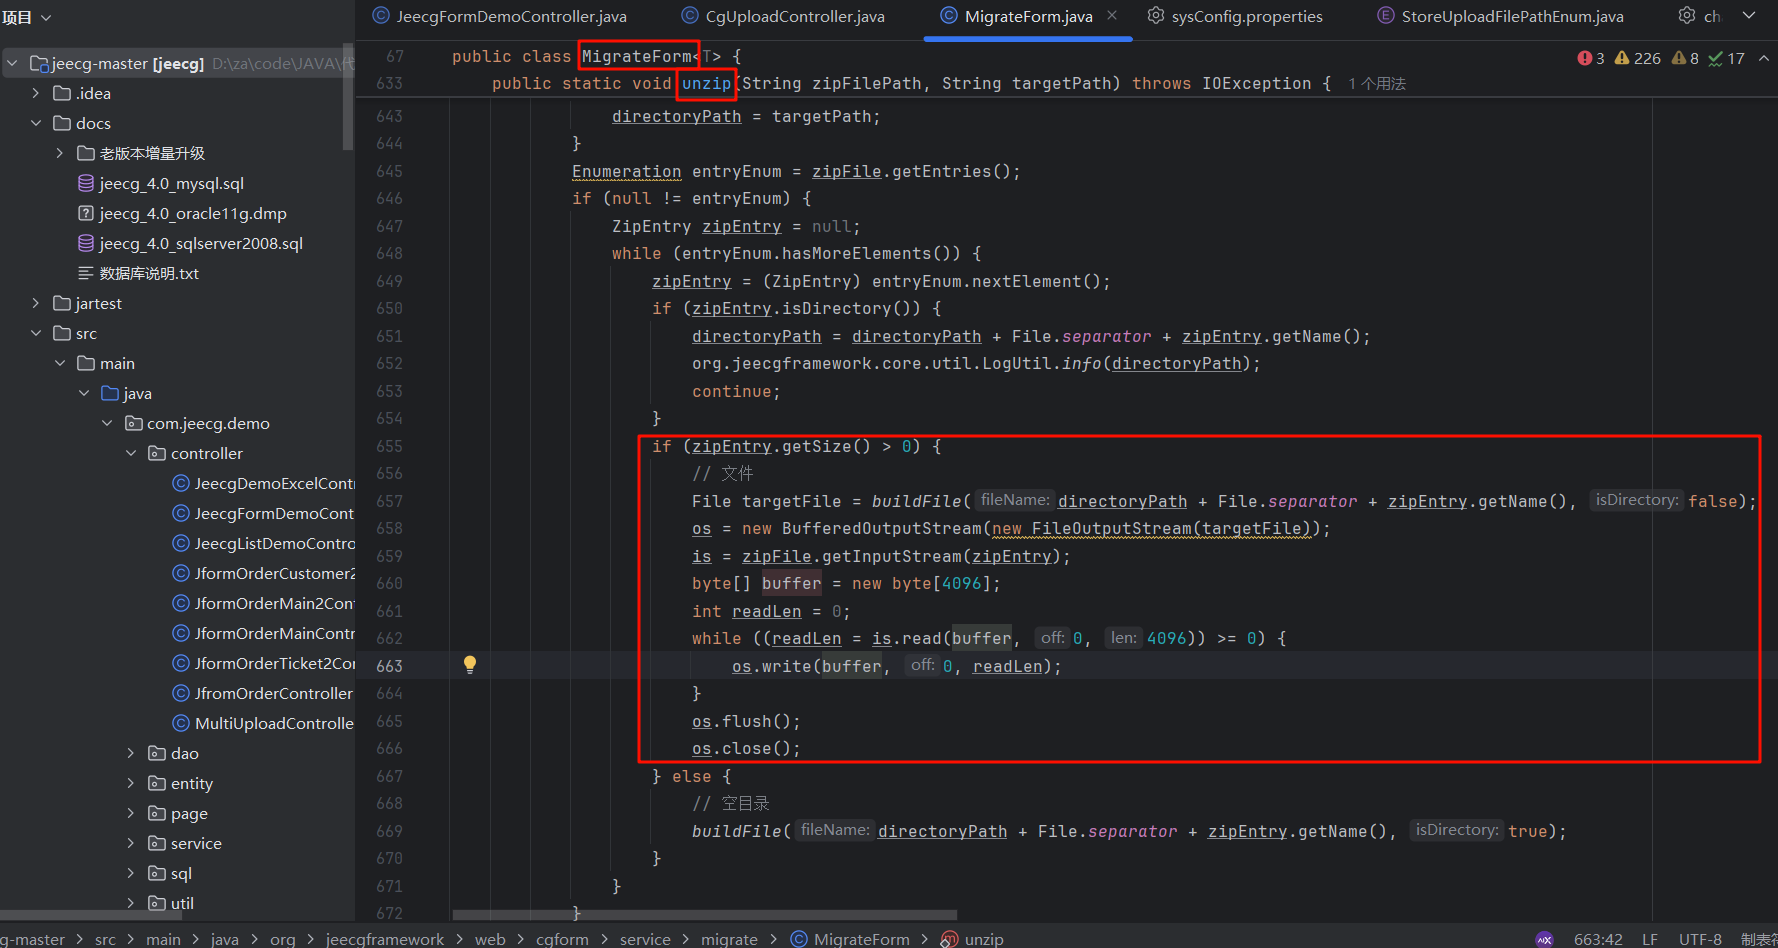 项目
JeecgFormDemoController.java
CgUploadController.java
MigrateForm.java
sysConfig.properties
StoreUploadFilePathEnum.java
jeecg-master [jeecg] D:\za\code\JAVA\代
.idea
docs
老版本增量升级
jeecg_4.0_mysql.sql
jeecg_4.0_oracle11g.dmp
jeecg_4.0_sqlserver2008.sql
数据库说明.txt
jartest
src
main
java
com.jeecg.demo
controller
JeecgDemoExcelContr
JeecgFormDemoCont
JeecgListDemoContro
JformOrderCustomer2
JformOrderMain2Con
JformOrderMainContr
JformOrderTicket2Con
JfromOrderController
MultiUploadControlle
dao
entity
page
service
sql
util
3 226 8 17
67 public class MigrateForm<T> {
633 public static void unzip(String zipFilePath, String targetPath) throws IOException { 1个用法
643 directoryPath = targetPath;
644 }
645 Enumeration entryEnum = zipFile.getEntries();
646 if (null != entryEnum) {
647 ZipEntry zipEntry = null;
648 while (entryEnum.hasMoreElements()) {
649 zipEntry = (ZipEntry) entryEnum.nextElement();
650 if (zipEntry.isDirectory()) {
651 directoryPath = directoryPath + File.separator + zipEntry.getName();
652 org.jeecgframework.core.util.LogUtil.info(directoryPath);
653 continue;
654 }
655 if (zipEntry.getSize() > 0) {
656 // 文件
657 File targetFile = buildFile( fileName: directoryPath + File.separator + zipEntry.getName(), isDirectory: false);
658 os = new BufferedOutputStream(new FileOutputStream(targetFile));
659 is = zipFile.getInputStream(zipEntry);
660 byte[] buffer = new byte[4096];
661 int readLen = 0;
662 while ((readLen = is.read(buffer, off: 0, len: 4096)) >= 0) {
663 os.write(buffer, off: 0, readLen);
664 }
665 os.flush();
666 os.close();
667 } else {
668 // 空目录
669 buildFile( fileName: directoryPath + File.separator + zipEntry.getName(), isDirectory: true);
670 }
671 }
672 }
g-master > src > main > java > org > jeecgframework > web > cgform > service > migrate > MigrateForm > unzip
663:42 LF UTF-8 制表符